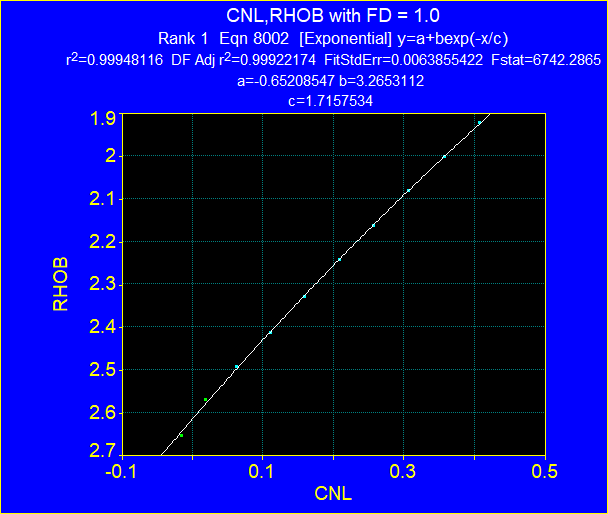 CNL,RHOB with FD = 1.0
Rank 1 Eqn 8002 [Exponential] y=a+bexp(-x/c)
r²=0.99948116 DF Adj r²=0.99922174 FitStdErr=0.0063855422 Fstat=6742.2865
a=-0.65208547 b=3.2653112
c=1.7157534
1.9
2
2.1
2.2
2.3
2.4
2.5
2.6
2.7
RHOB
-0.1
0.1
0.3
0.5
CNL